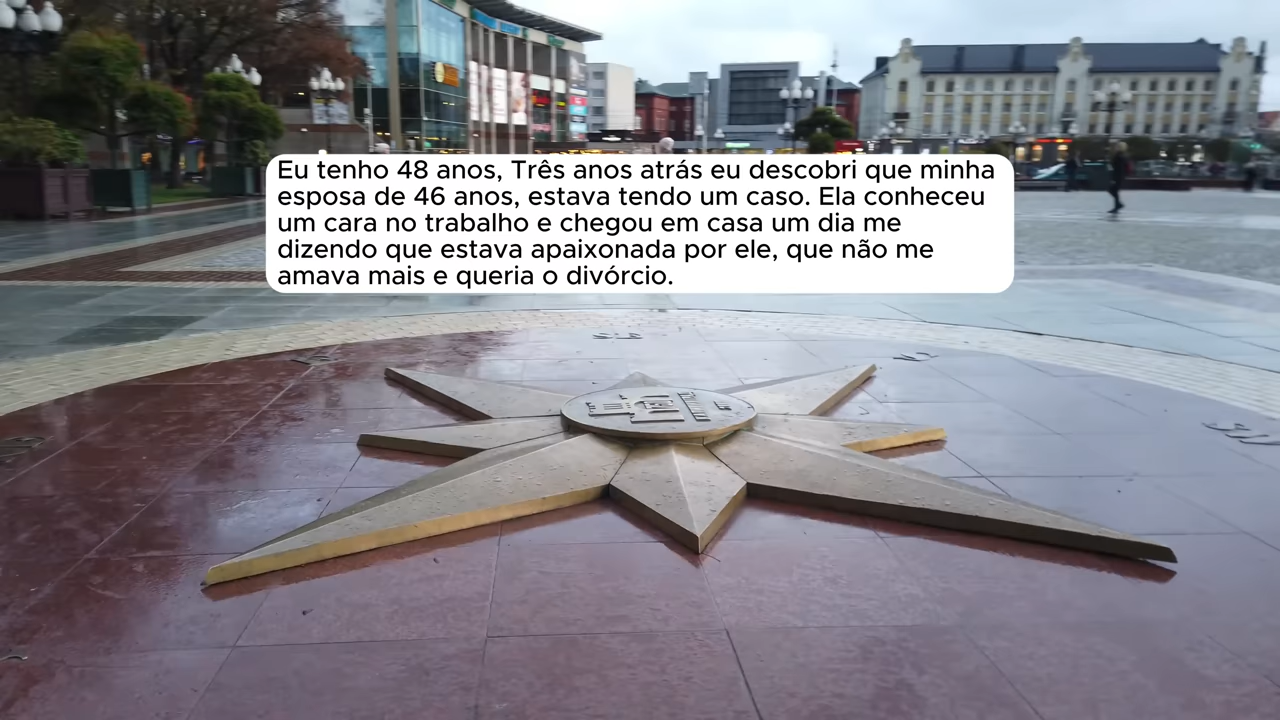 Eu tenho 48 anos, Três anos atrás eu descobri que minha
esposa de 46 anos, estava tendo um caso. Ela conheceu
um cara no trabalho e chegou em casa um dia me
dizendo que estava apaixonada por ele, que não me
amava mais e queria o divórcio.